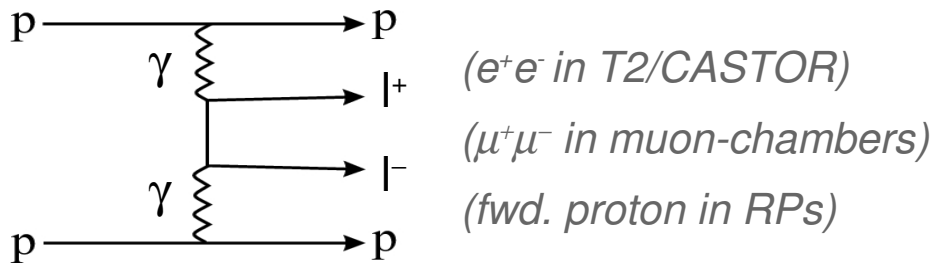 p p
γ
l⁺
l⁻
γ
p p
(e⁺e⁻ in T2/CASTOR)
(μ⁺μ⁻ in muon-chambers)
(fwd. proton in RPs)